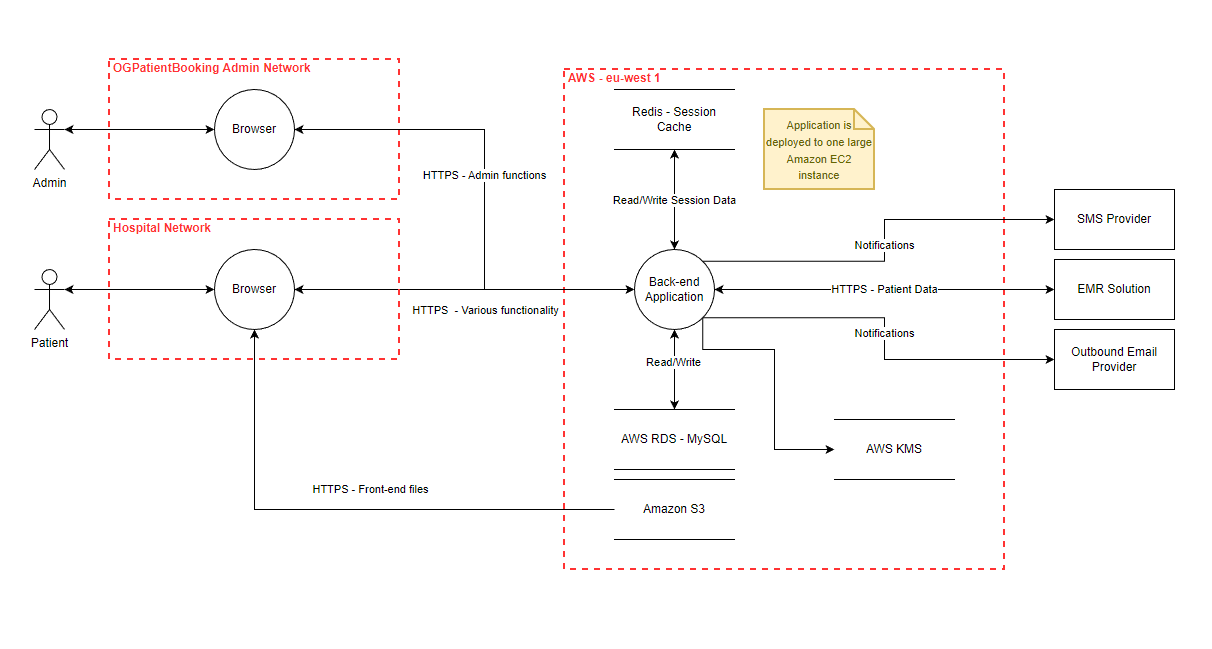 OGPatientBooking Admin Network
AWS - eu-west 1
Redis - Session
Cache
Application is
deployed to one large
Amazon EC2
instance
Browser
Admin
HTTPS - Admin functions
Read/Write Session Data
Hospital Network
SMS Provider
Notifications
Browser
Back-end
Application
HTTPS - Patient Data
EMR Solution
HTTPS  - Various functionality
Patient
Notifications
Outbound Email
Provider
Read/Write
AWS RDS - MySQL
AWS KMS
HTTPS - Front-end files
Amazon S3